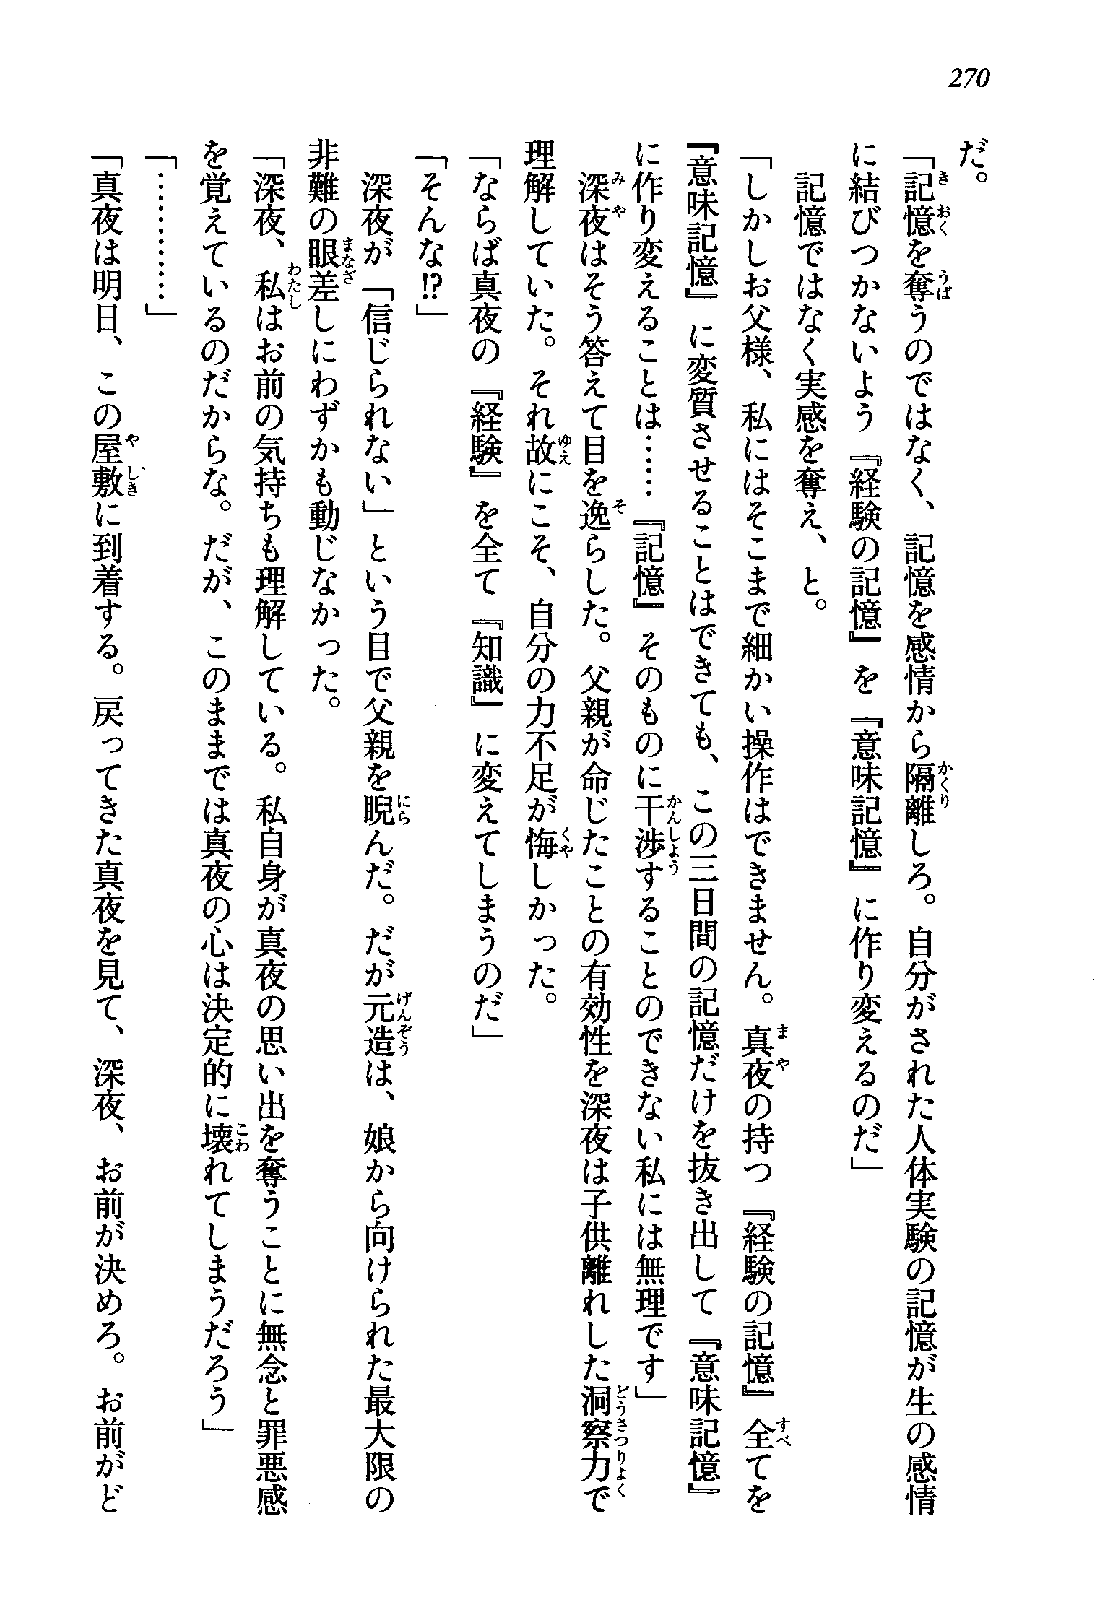 270
だ。
「記憶を奪うのではなく、記憶を感情から隔離しろ。自分がされた人体実験の記憶が生の感情
に結びつかないよう『経験の記憶』を『意味記憶』に作り変えるのだ」
　記憶ではなく実感を奪え、と。
「しかしお父様、私にはそこまで細かい操作はできません。真夜の持つ『経験の記憶』全てを
『意味記憶』に変質させることはできても、この三日間の記憶だけを抜き出して『意味記憶』
に作り変えることは……『記憶』そのものに干渉することのできない私には無理です」
　深夜はそう答えて目を逸らした。父親が命じたことの有効性を深夜は子供離れした洞察力で
理解していた。それ故にこそ、自分の力不足が悔しかった。
「ならば真夜の『経験』を全て『知識』に変えてしまうのだ」
「そんな!?」
　深夜が「信じられない」という目で父親を睨んだ。だが元造は、娘から向けられた最大限の
非難の眼差しにわずかも動じなかった。
「深夜、私はお前の気持ちも理解している。私自身が真夜の思い出を奪うことに無念と罪悪感
を覚えているのだからな。だが、このままでは真夜の心は決定的に壊れてしまうだろう」
「…………」
「真夜は明日、この屋敷に到着する。戻ってきた真夜を見て、深夜、お前が決めろ。お前がど